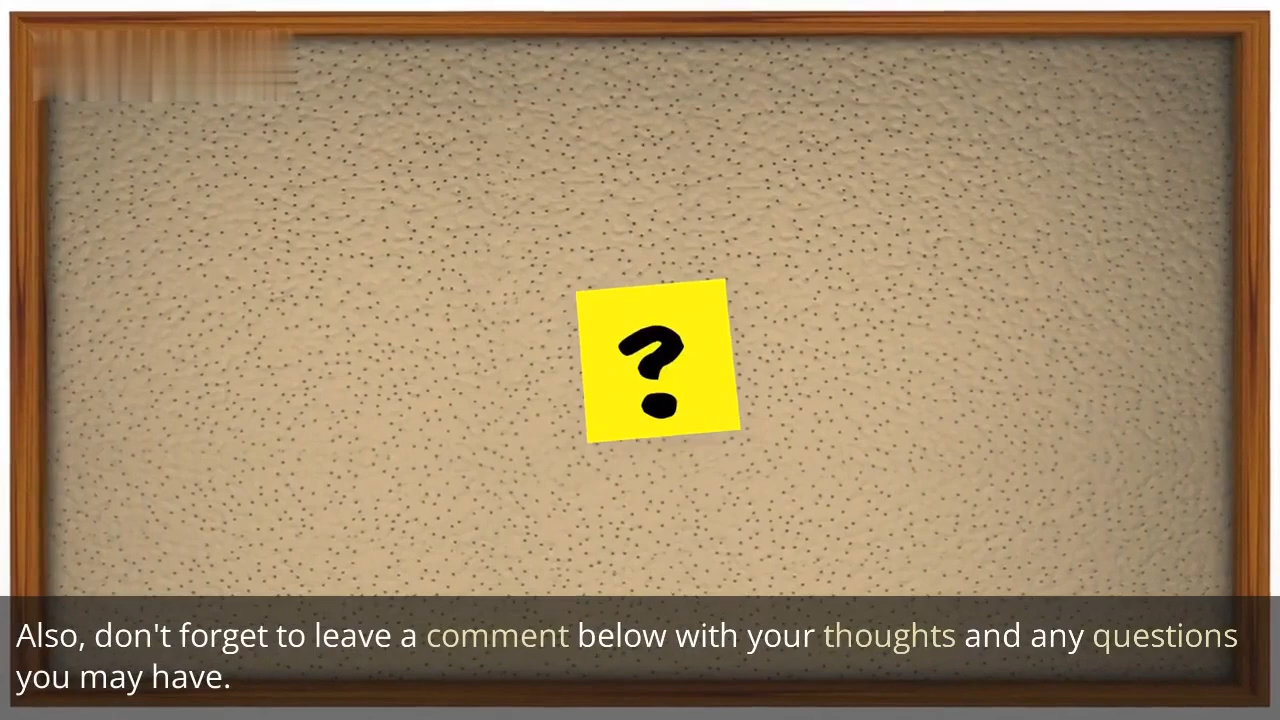 ?
Also, don't forget to leave a comment below with your thoughts and any questions
you may have.